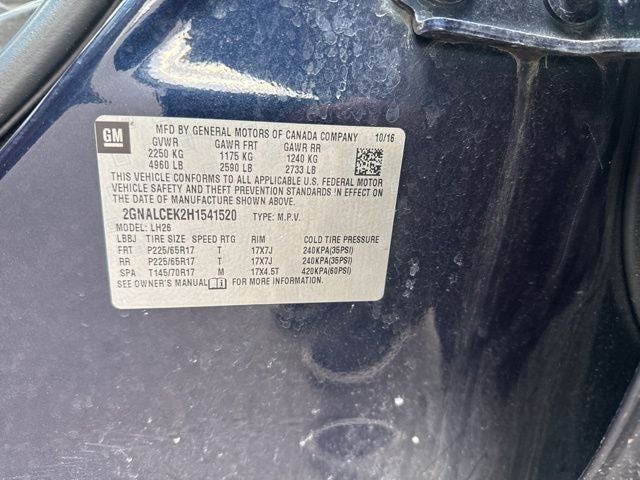 GM
MFD BY GENERAL MOTORS OF CANADA COMPANY 10/16
GVWR GAWR FRT GAWR RR
2250 KG 1175 KG 1240 KG
4960 LB 2590 LB 2733 LB
THIS VEHICLE CONFORMS TO ALL APPLICABLE U.S. FEDERAL MOTOR
VEHICLE SAFETY AND THEFT PREVENTION STANDARDS IN EFFECT ON
THE DATE OF MANUFACTURE SHOWN ABOVE.
2GNALCEK2H1541520 TYPE: M.P.V.
MODEL: LH26
LBBJ TIRE SIZE SPEED RTG RIM COLD TIRE PRESSURE
FRT P225/65R17 T 17X7J 240KPA(35PSI)
RR P225/65R17 T 17X7J 240KPA(35PSI)
SPA T145/70R17 M 17X4.5T 420KPA(60PSI)
SEE OWNER'S MANUAL FOR MORE INFORMATION.